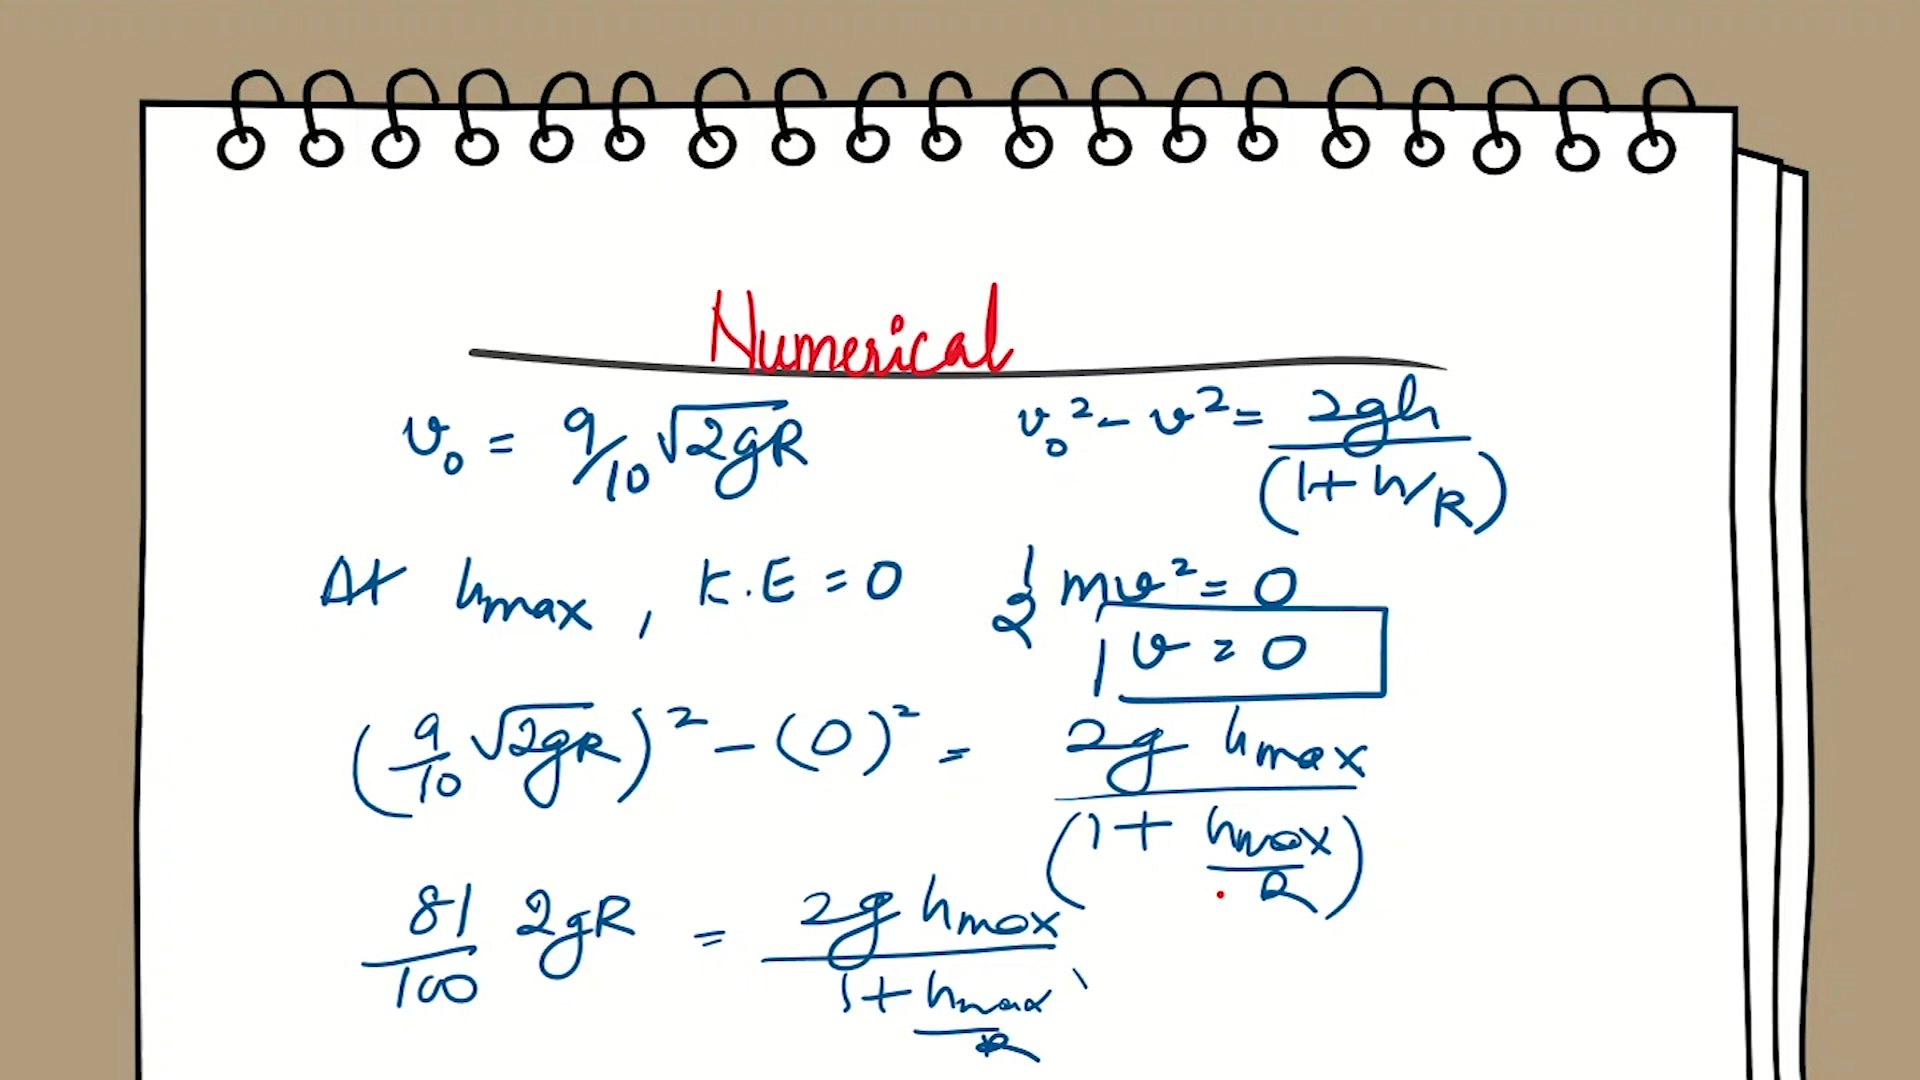 Numerical
v₀ = 9/10 √2gR    v₀² - v² = 2gh / (1 + h/R)
At hmax, K.E = 0    1/2 mv² = 0
v = 0
(9/10 √2gR)² - (0)² = 2g hmax / (1 + hmax/R)
81/100 2gR = 2g hmax / 1 + hmax/R